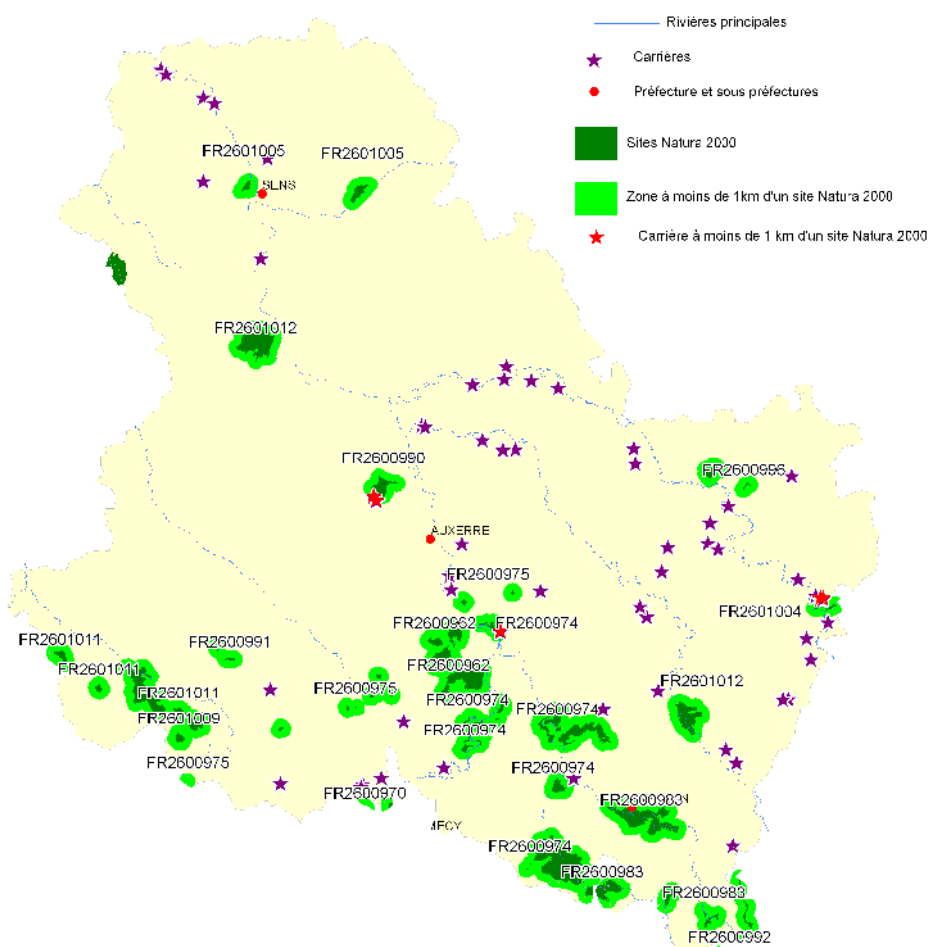 Rivières principales
Carrières
Préfecture et sous préfectures
Sites Natura 2000
Zone à moins de 1km d'un site Natura 2000
Carrière à moins de 1 km d'un site Natura 2000
FR2601005
FR2601005
SENS
FR2601012
FR2600990
FR2600996
AUXERRE
FR2600975
FR2601004
FR2600974
FR2600962
FR2601011
FR2600991
FR2600962
FR2601011
FR2601012
FR2601011
FR2600975
FR2600974
FR2600974
FR2601009
FR2600974
FR2600975
FR2600974
FR2600970
FR2600983
FR2600974
FR2600983
FR2600983
FR2600992